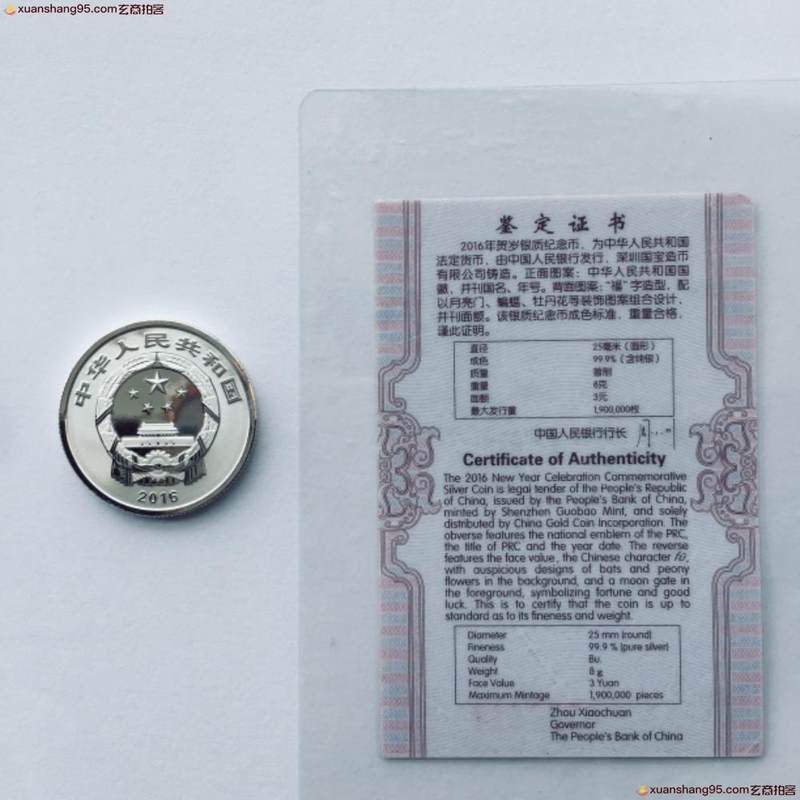 xuanshang95.com玄商拍客
中华人民共和国
2016
鉴定证书
2016年贺岁银质纪念币，为中华人民共和国
法定货币，由中国人民银行发行，深圳国宝造币
有限公司铸造。正面图案：中华人民共和国国
徽，并刊国名、年号。背面图案："福"字造型，配
以月亮门、蝙蝠、牡丹花等装饰图案组合设计，
并刊面额。该银质纪念币成色标准，重量合格，
谨此证明。
直径 25毫米（圆形）
成色 99.9%（含纯银）
质量 普制
重量 8克
面额 3元
最大发行量 1,900,000枚
中国人民银行行长
Certificate of Authenticity
The 2016 New Year Celebration Commemorative
Silver Coin is legal tender of the People's Republic
of China, issued by the People's Bank of China,
minted by Shenzhen Guobao Mint, and solely
distributed by China Gold Coin Incorporation. The
obverse features the national emblem of the PRC,
the title of PRC and the year date. The reverse
features the face value, the Chinese character fu,
with auspicious designs of bats and peony
flowers in the background, and a moon gate in
the foreground, symbolizing fortune and good
luck. This is to certify that the coin is up to
standard as to its fineness and weight.
Diameter 25 mm (round)
Fineness 99.9 % (pure silver)
Quality Bu.
Weight 8 g
Face Value 3 Yuan
Maximum Mintage 1,900,000 pieces
Zhou Xiaochuan
Governor
The People's Bank of China
xuanshang95.com玄商拍客